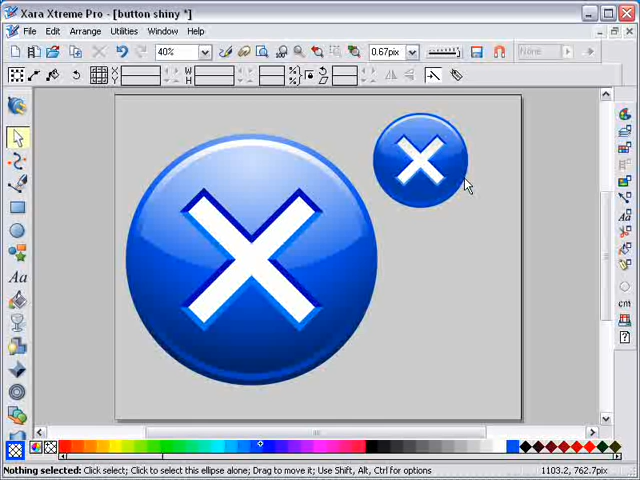 Xara Xtreme Pro - [button shiny *]
File Edit Arrange Utilities Window Help
40%
0.67pix
None
X
Y
W
H
%
Aa
cm
Nothing selected: Click select; Click to select this ellipse alone; Drag to move it; Use Shift, Alt, Ctrl for options
1103.2, 762.7pix